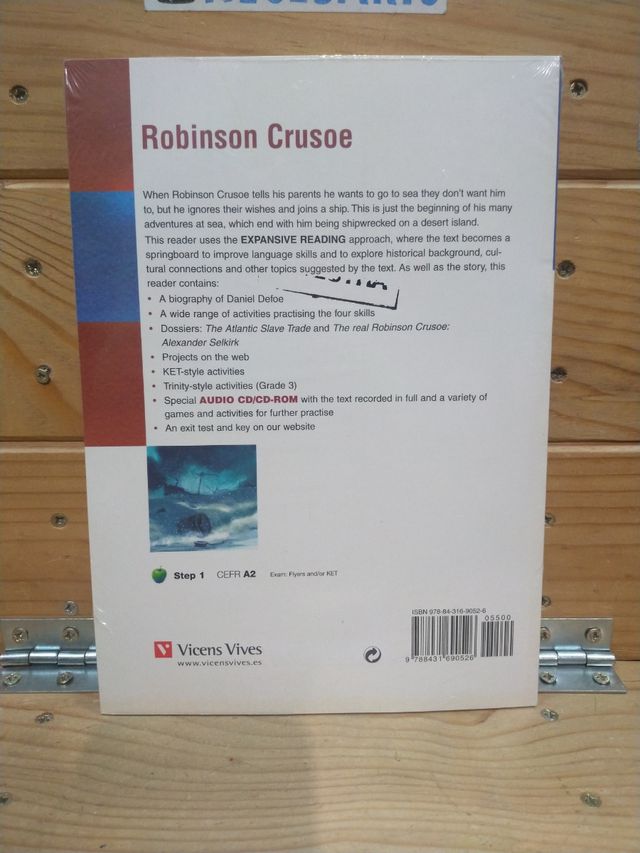 Robinson Crusoe
When Robinson Crusoe tells his parents he wants to go to sea they don't want him
to, but he ignores their wishes and joins a ship. This is just the beginning of his many
adventures at sea, which end with him being shipwrecked on a desert island.
This reader uses the EXPANSIVE READING approach, where the text becomes a
springboard to improve language skills and to explore historical background, cul-
tural connections and other topics suggested by the text. As well as the story, this
reader contains:
• A biography of Daniel Defoe
• A wide range of activities practising the four skills
• Dossiers: The Atlantic Slave Trade and The real Robinson Crusoe:
Alexander Selkirk
• Projects on the web
• KET-style activities
• Trinity-style activities (Grade 3)
• Special AUDIO CD/CD-ROM with the text recorded in full and a variety of
games and activities for further practise
• An exit test and key on our website
Step 1 CEFR A2 Exam: Flyers and/or KET
ISBN 978-84-316-9052-6
05500
9 788431 690526
Vicens Vives
www.vicensvives.es